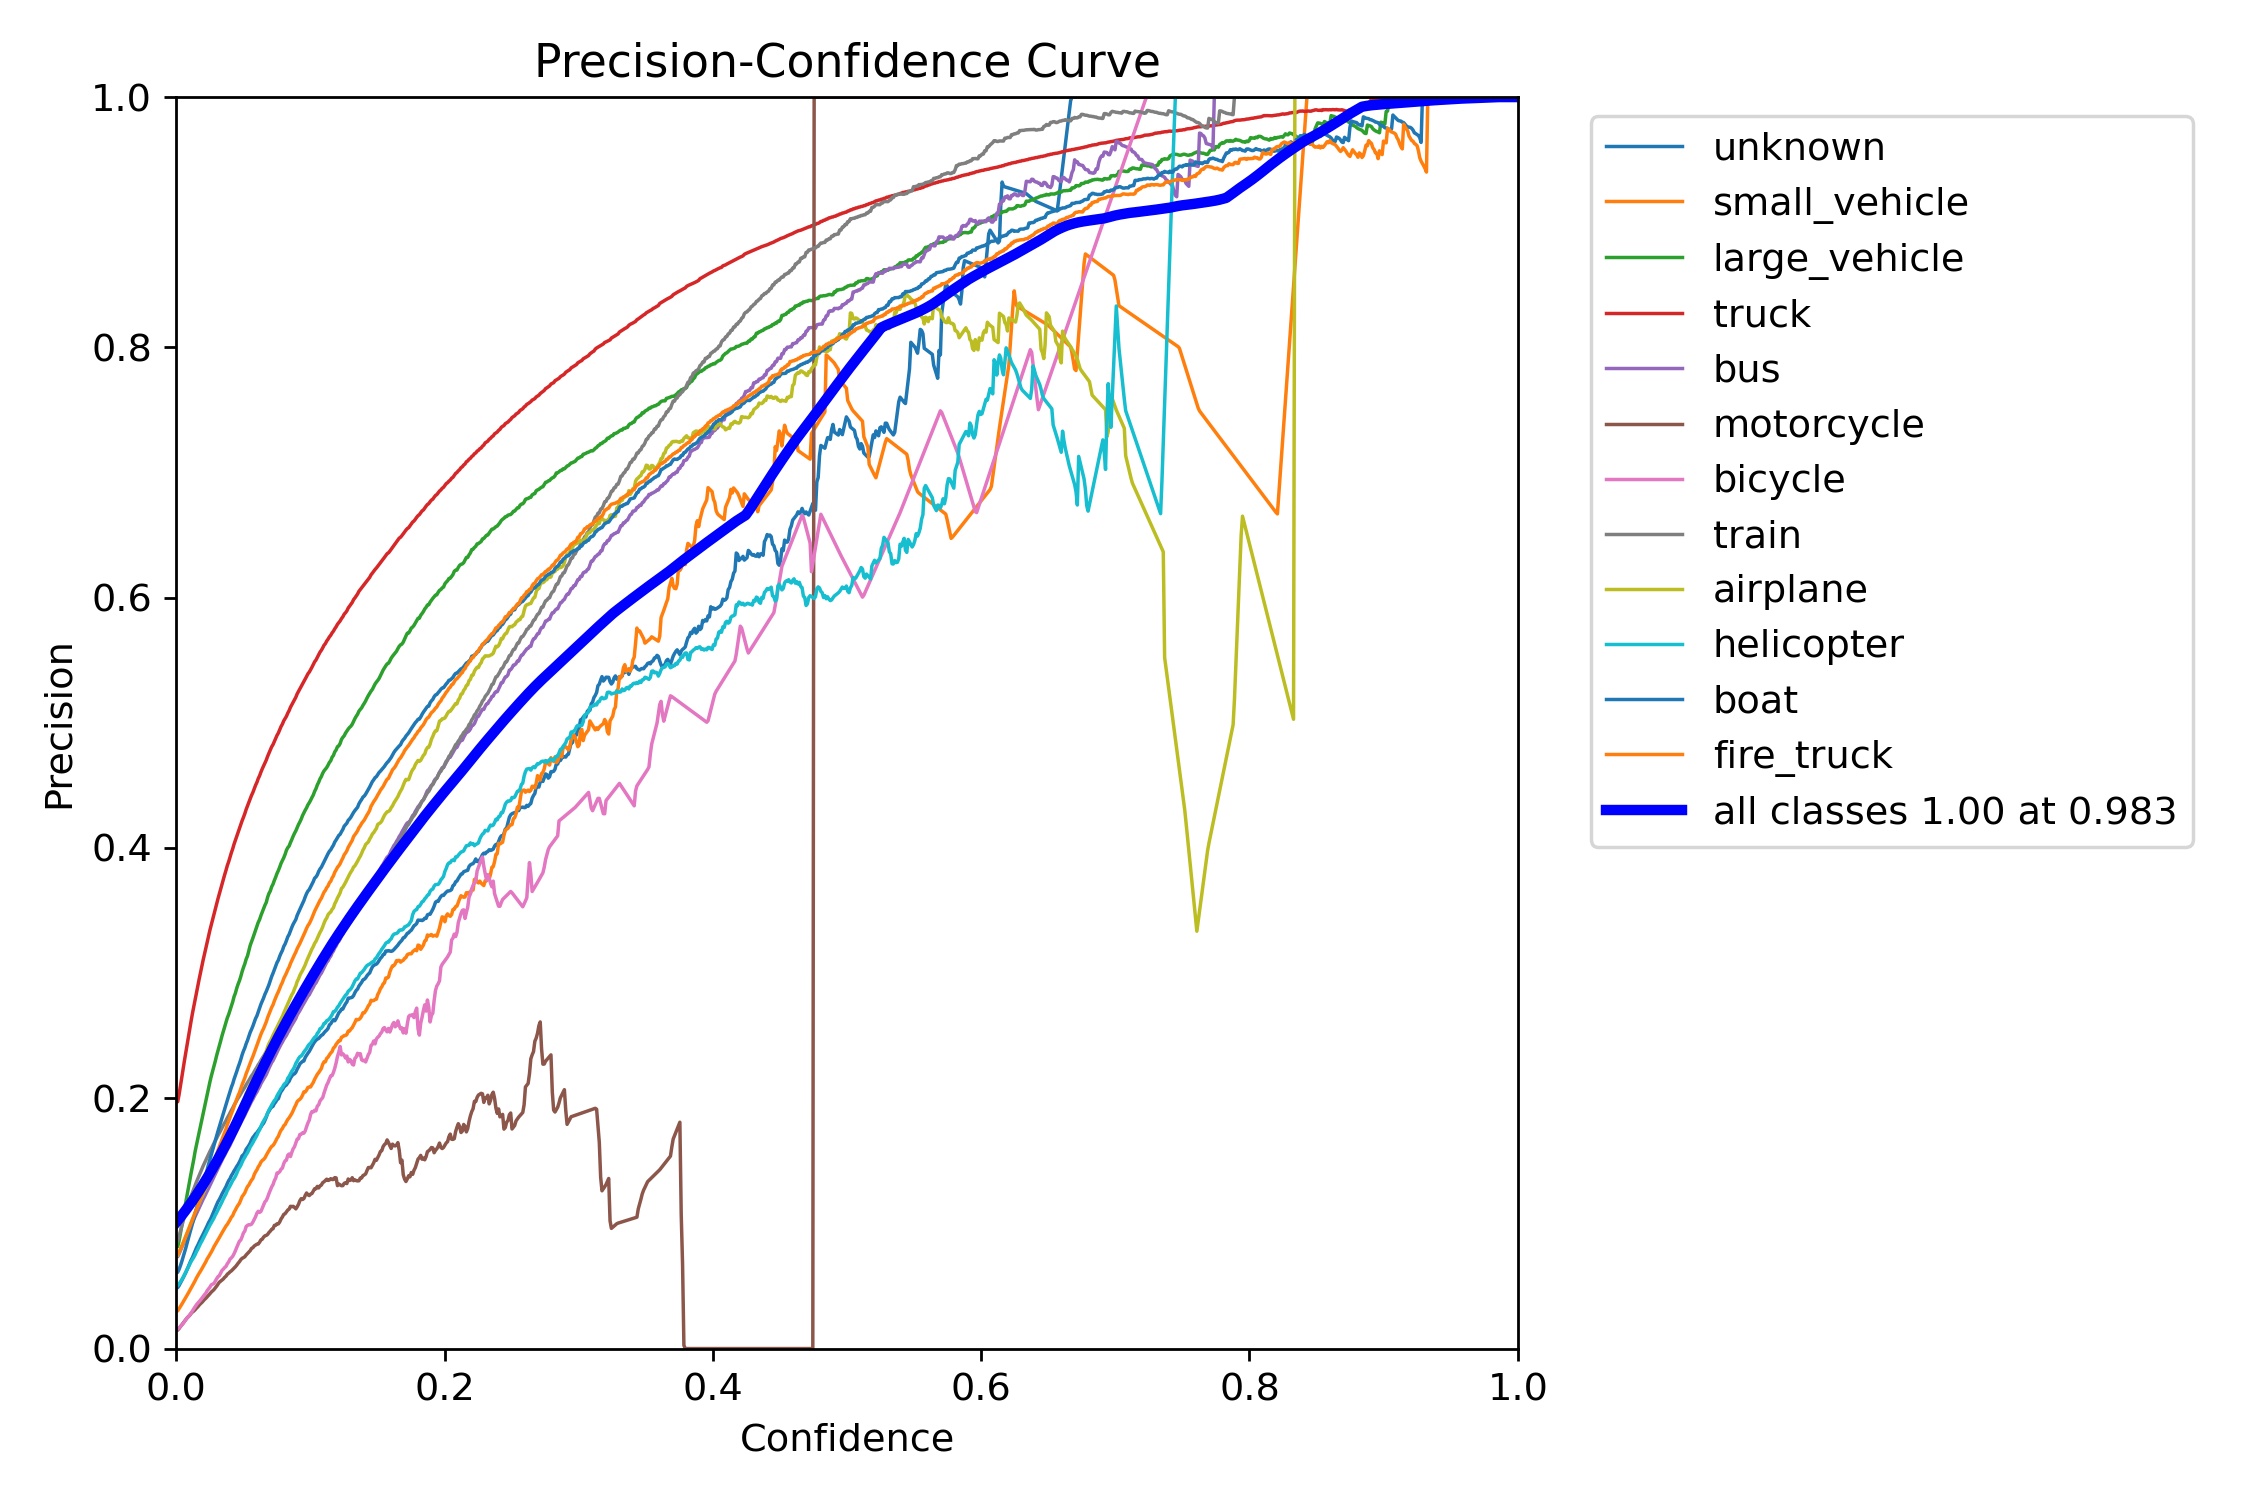 Precision-Confidence Curve
1.0
0.8
0.6
0.4
0.2
0.0
Precision
0.0 0.2 0.4 0.6 0.8 1.0
Confidence
unknown
small_vehicle
large_vehicle
truck
bus
motorcycle
bicycle
train
airplane
helicopter
boat
fire_truck
all classes 1.00 at 0.983